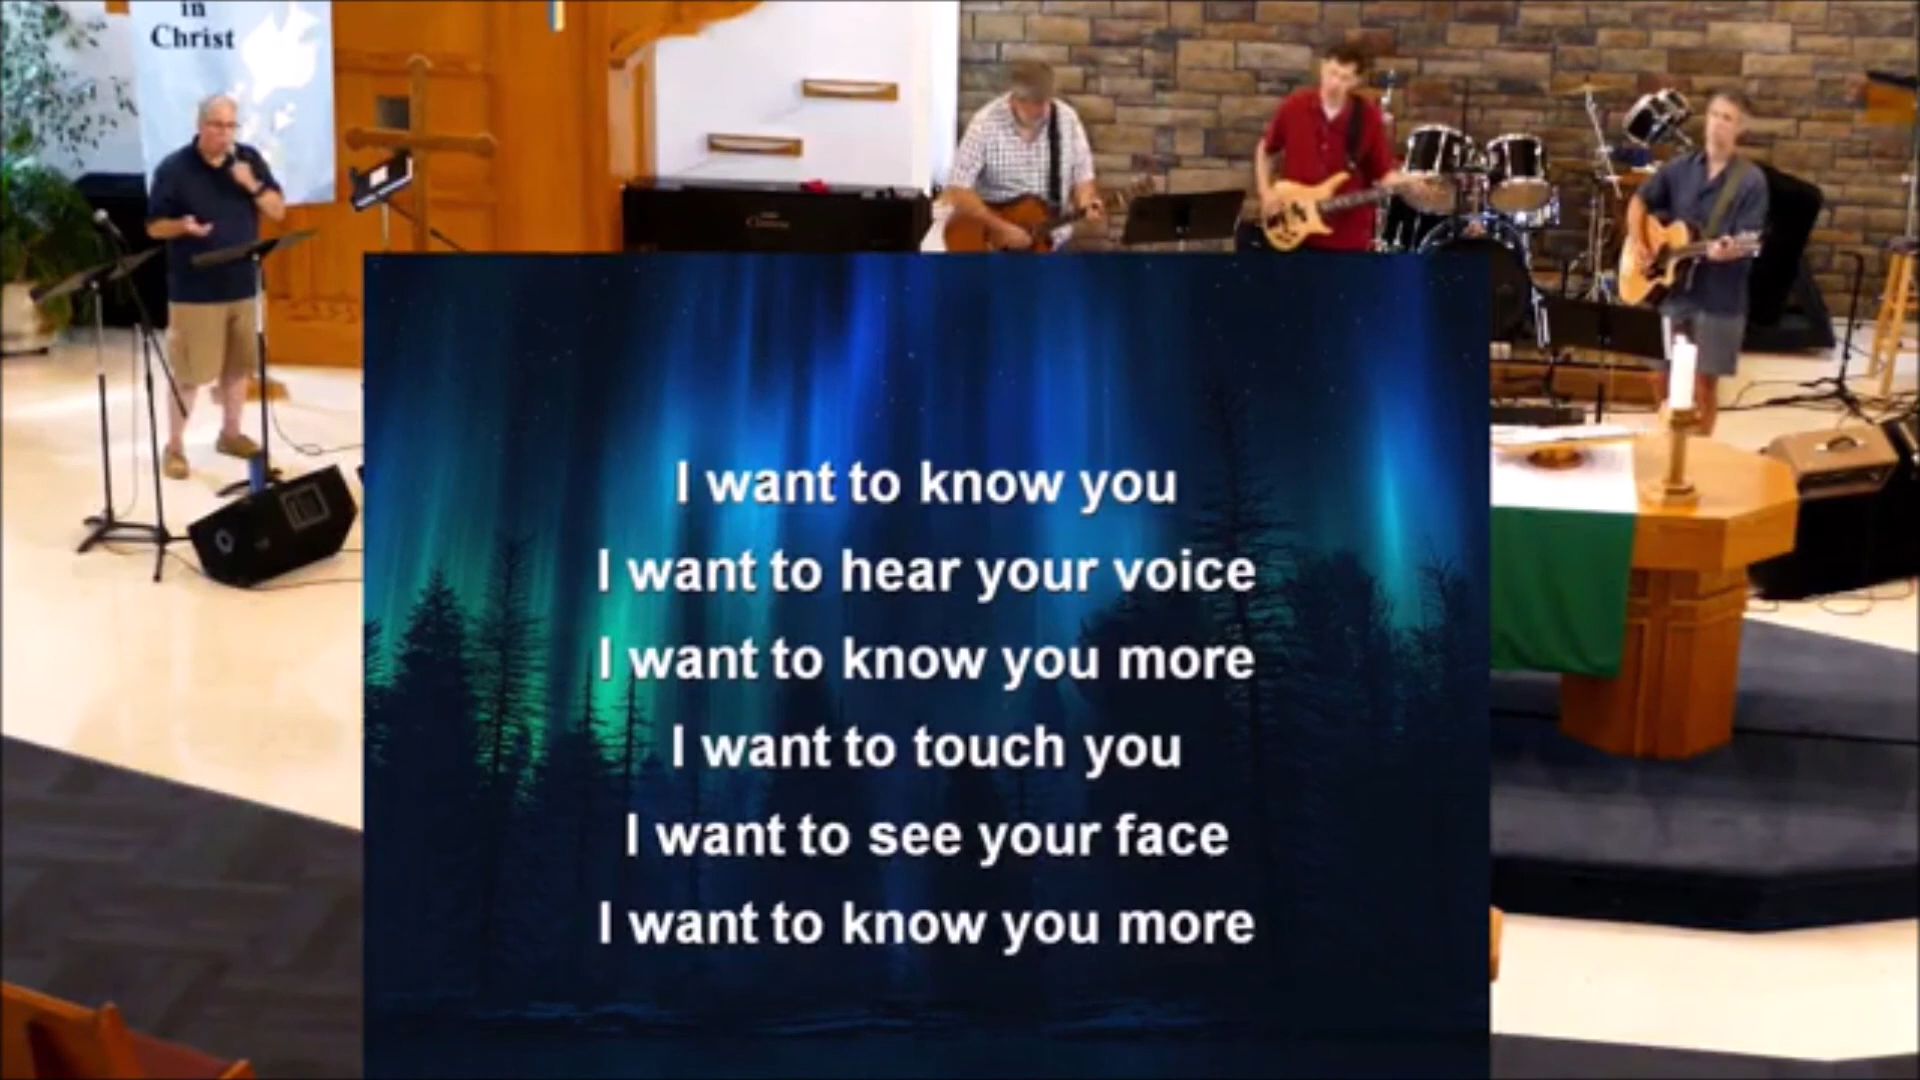 in
Christ
I want to know you
I want to hear your voice
I want to know you more
I want to touch you
I want to see your face
I want to know you more